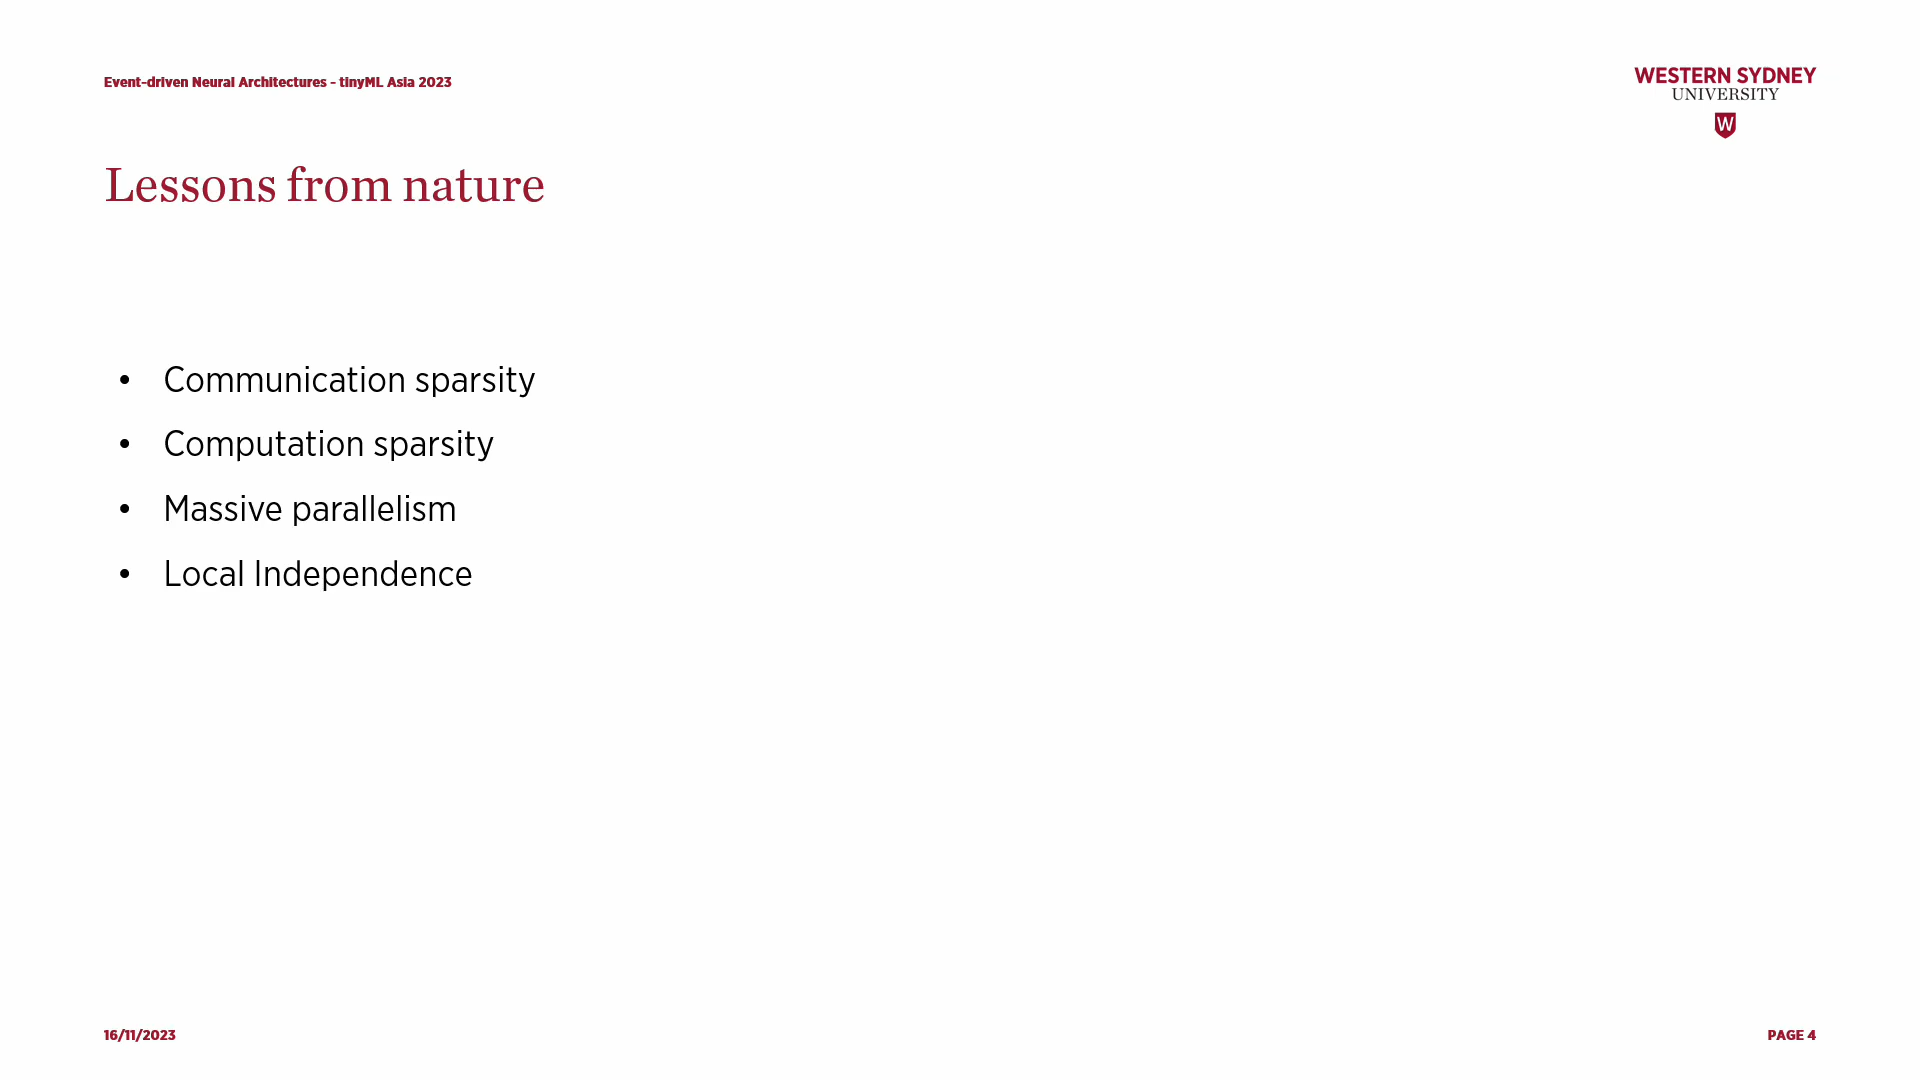 Event-driven Neural Architectures - tinyML Asia 2023
WESTERN SYDNEY
UNIVERSITY
W
Lessons from nature
• Communication sparsity
• Computation sparsity
• Massive parallelism
• Local Independence
16/11/2023
PAGE 4